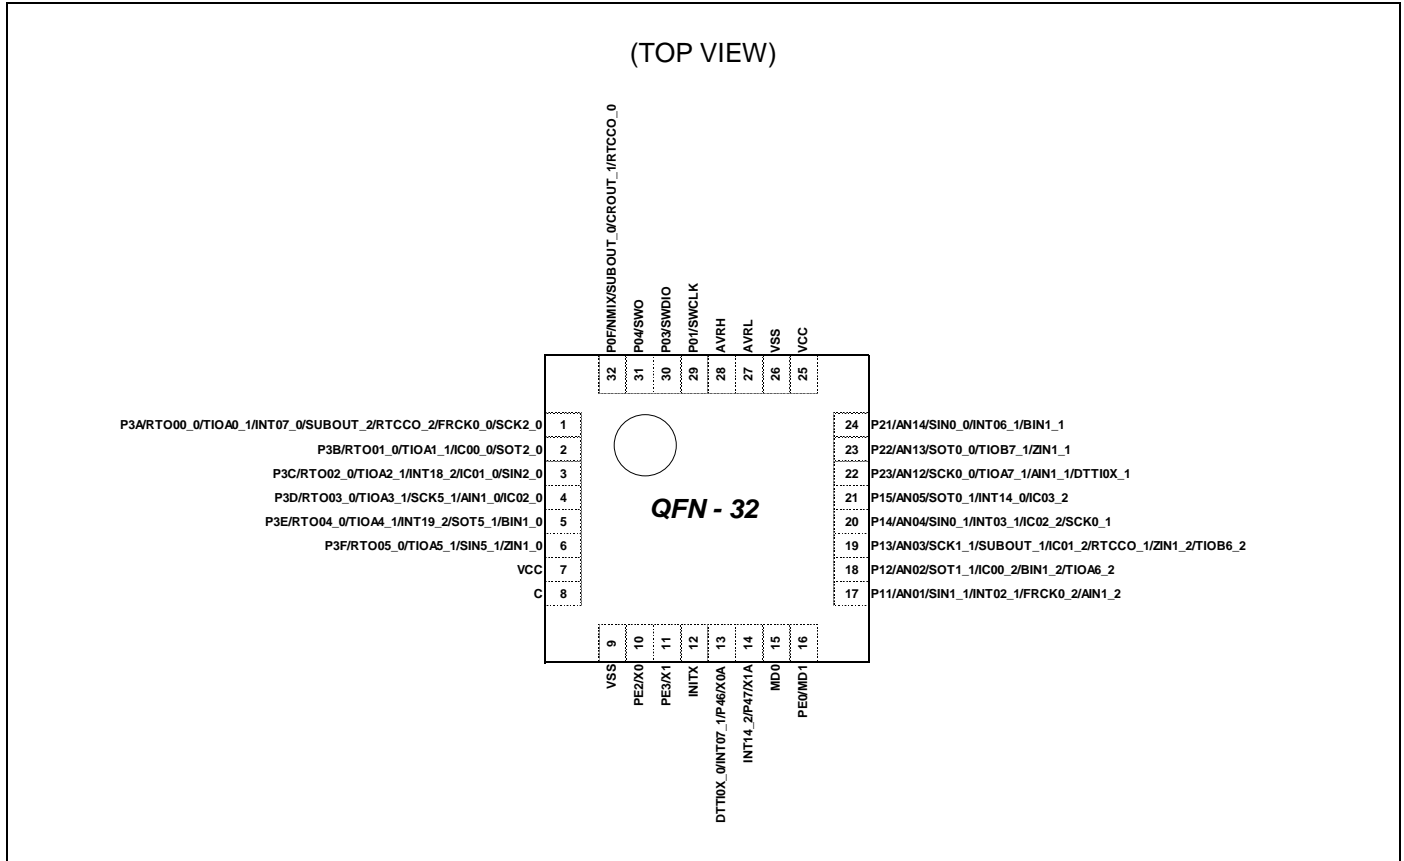 (TOP VIEW)
P0F/NMIX/SUBOUT_0/CROUT_1/RTCCO_0
P04/SWO
P03/SWDIO
P01/SWCLK
AVRH
AVRL
VSS
VCC
32
31
30
29
28
27
26
25
P3A/RTO00_0/TIOA0_1/INT07_0/SUBOUT_2/RTCCO_2/FRCK0_0/SCK2_0 1
P3B/RTO01_0/TIOA1_1/IC00_0/SOT2_0 2
P3C/RTO02_0/TIOA2_1/INT18_2/IC01_0/SIN2_0 3
P3D/RTO03_0/TIOA3_1/SCK5_1/AIN1_0/IC02_0 4
P3E/RTO04_0/TIOA4_1/INT19_2/SOT5_1/BIN1_0 5
P3F/RTO05_0/TIOA5_1/SIN5_1/ZIN1_0 6
VCC 7
C 8
QFN - 32
24 P21/AN14/SIN0_0/INT06_1/BIN1_1
23 P22/AN13/SOT0_0/TIOB7_1/ZIN1_1
22 P23/AN12/SCK0_0/TIOA7_1/AIN1_1/DTTI0X_1
21 P15/AN05/SOT0_1/INT14_0/IC03_2
20 P14/AN04/SIN0_1/INT03_1/IC02_2/SCK0_1
19 P13/AN03/SCK1_1/SUBOUT_1/IC01_2/RTCCO_1/ZIN1_2/TIOB6_2
18 P12/AN02/SOT1_1/IC00_2/BIN1_2/TIOA6_2
17 P11/AN01/SIN1_1/INT02_1/FRCK0_2/AIN1_2
9
10
11
12
13
14
15
16
VSS
PE2/X0
PE3/X1
INITX
DTTI0X_0/INT07_1/P46/X0A
INT14_2/P47/X1A
MD0
PE0/MD1